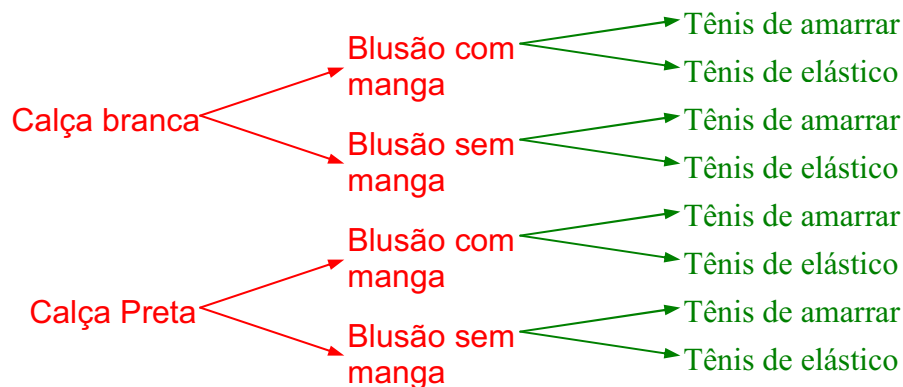 Tênis de amarrar
Blusão com
manga
Tênis de elástico
Calça branca
Tênis de amarrar
Blusão sem
manga
Tênis de elástico
Tênis de amarrar
Blusão com
manga
Tênis de elástico
Calça Preta
Tênis de amarrar
Blusão sem
manga
Tênis de elástico